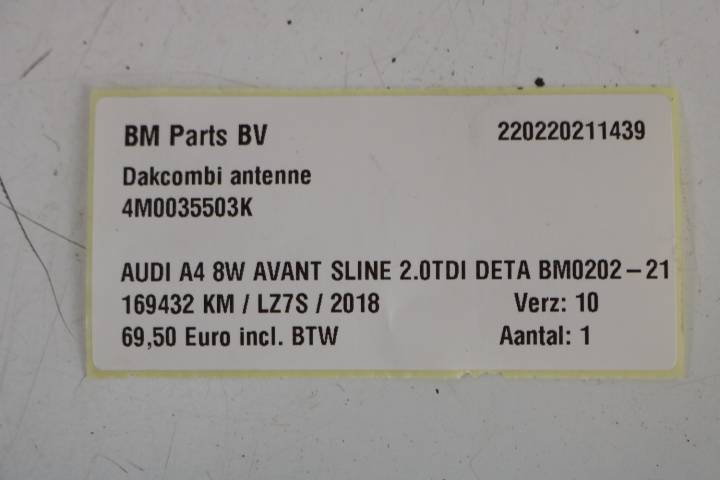 BM Parts BV 220220211439
Dakcombi antenne
4M0035503K
AUDI A4 8W AVANT SLINE 2.0TDI DETA BM0202-21
169432 KM / LZ7S / 2018 Verz: 10
69,50 Euro incl. BTW Aantal: 1